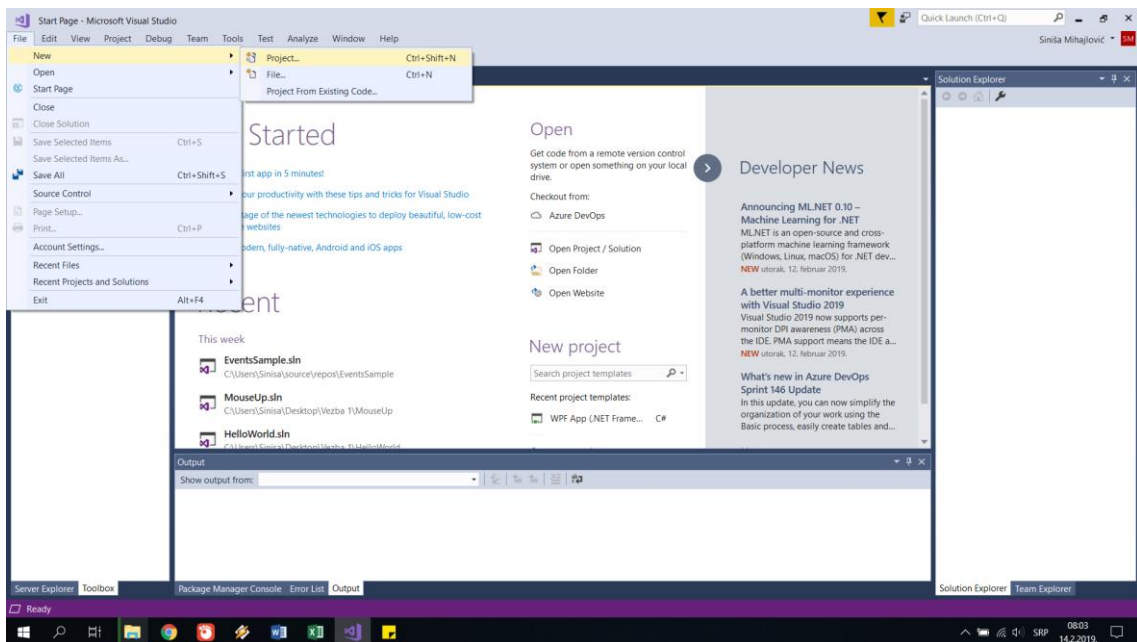 Start Page - Microsoft Visual Studio
Quick Launch (Ctrl+Q)
File Edit View Project Debug Team Tools Test Analyze Window Help
Siniša Mihajlović SM
New
Open
Start Page
Close
Close Solution
Save Selected Items Ctrl+S
Save Selected Items As...
Save All Ctrl+Shift+S
Source Control
Page Setup...
Print... Ctrl+P
Account Settings...
Recent Files
Recent Projects and Solutions
Exit Alt+F4
Project... Ctrl+Shift+N
File... Ctrl+N
Project From Existing Code...
Started
first app in 5 minutes!
our productivity with these tips and tricks for Visual Studio
tage of the newest technologies to deploy beautiful, low-cost
websites
odern, fully-native, Android and iOS apps
Recent
This week
EventsSample.sln
C:\Users\Sinisa\source\repos\EventsSample
MouseUp.sln
C:\Users\Sinisa\Desktop\Vezba 1\MouseUp
HelloWorld.sln
C:\Users\Sinisa\Desktop\Vezba 1\HelloWorld
Open
Get code from a remote version control
system or open something on your local
drive.
Checkout from:
Azure DevOps
Open Project / Solution
Open Folder
Open Website
New project
Search project templates
Recent project templates:
WPF App (.NET Frame... C#
Developer News
Announcing ML.NET 0.10 –
Machine Learning for .NET
ML.NET is an open-source and cross-
platform machine learning framework
(Windows, Linux, macOS) for .NET dev...
NEW utorak, 12. februar 2019.
A better multi-monitor experience
with Visual Studio 2019
Visual Studio 2019 now supports per-
monitor DPI awareness (PMA) across
the IDE. PMA support means the IDE a...
NEW utorak, 12. februar 2019.
What's new in Azure DevOps
Sprint 146 Update
In this update, you can now simplify the
organization of your work using the
Basic process, easily create tables and...
Solution Explorer
Output
Show output from:
Server Explorer Toolbox
Package Manager Console Error List Output
Solution Explorer Team Explorer
Ready
SRP
08:03
14.2.2019.